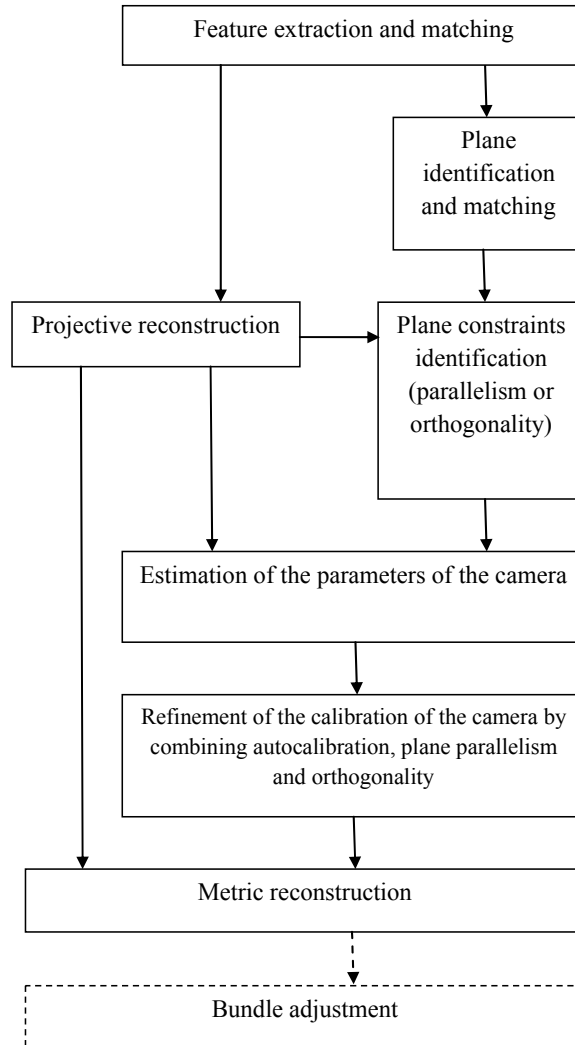 Feature extraction and matching
Plane
identification
and matching
Projective reconstruction
Plane constraints
identification
(parallelism or
orthogonality)
Estimation of the parameters of the camera
Refinement of the calibration of the camera by
combining autocalibration, plane parallelism
and orthogonality
Metric reconstruction
Bundle adjustment